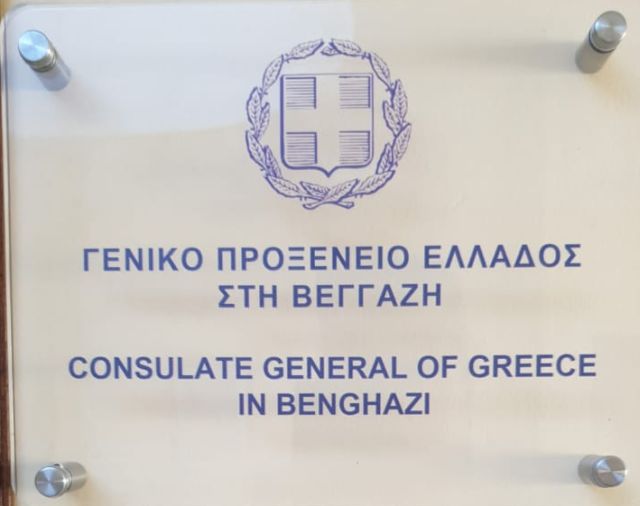 ΓΕΝΙΚΟ ΠΡΟΞΕΝΕΙΟ ΕΛΛΑΔΟΣ
ΣΤΗ ΒΕΓΓΑΖΗ
CONSULATE GENERAL OF GREECE
IN BENGHAZI